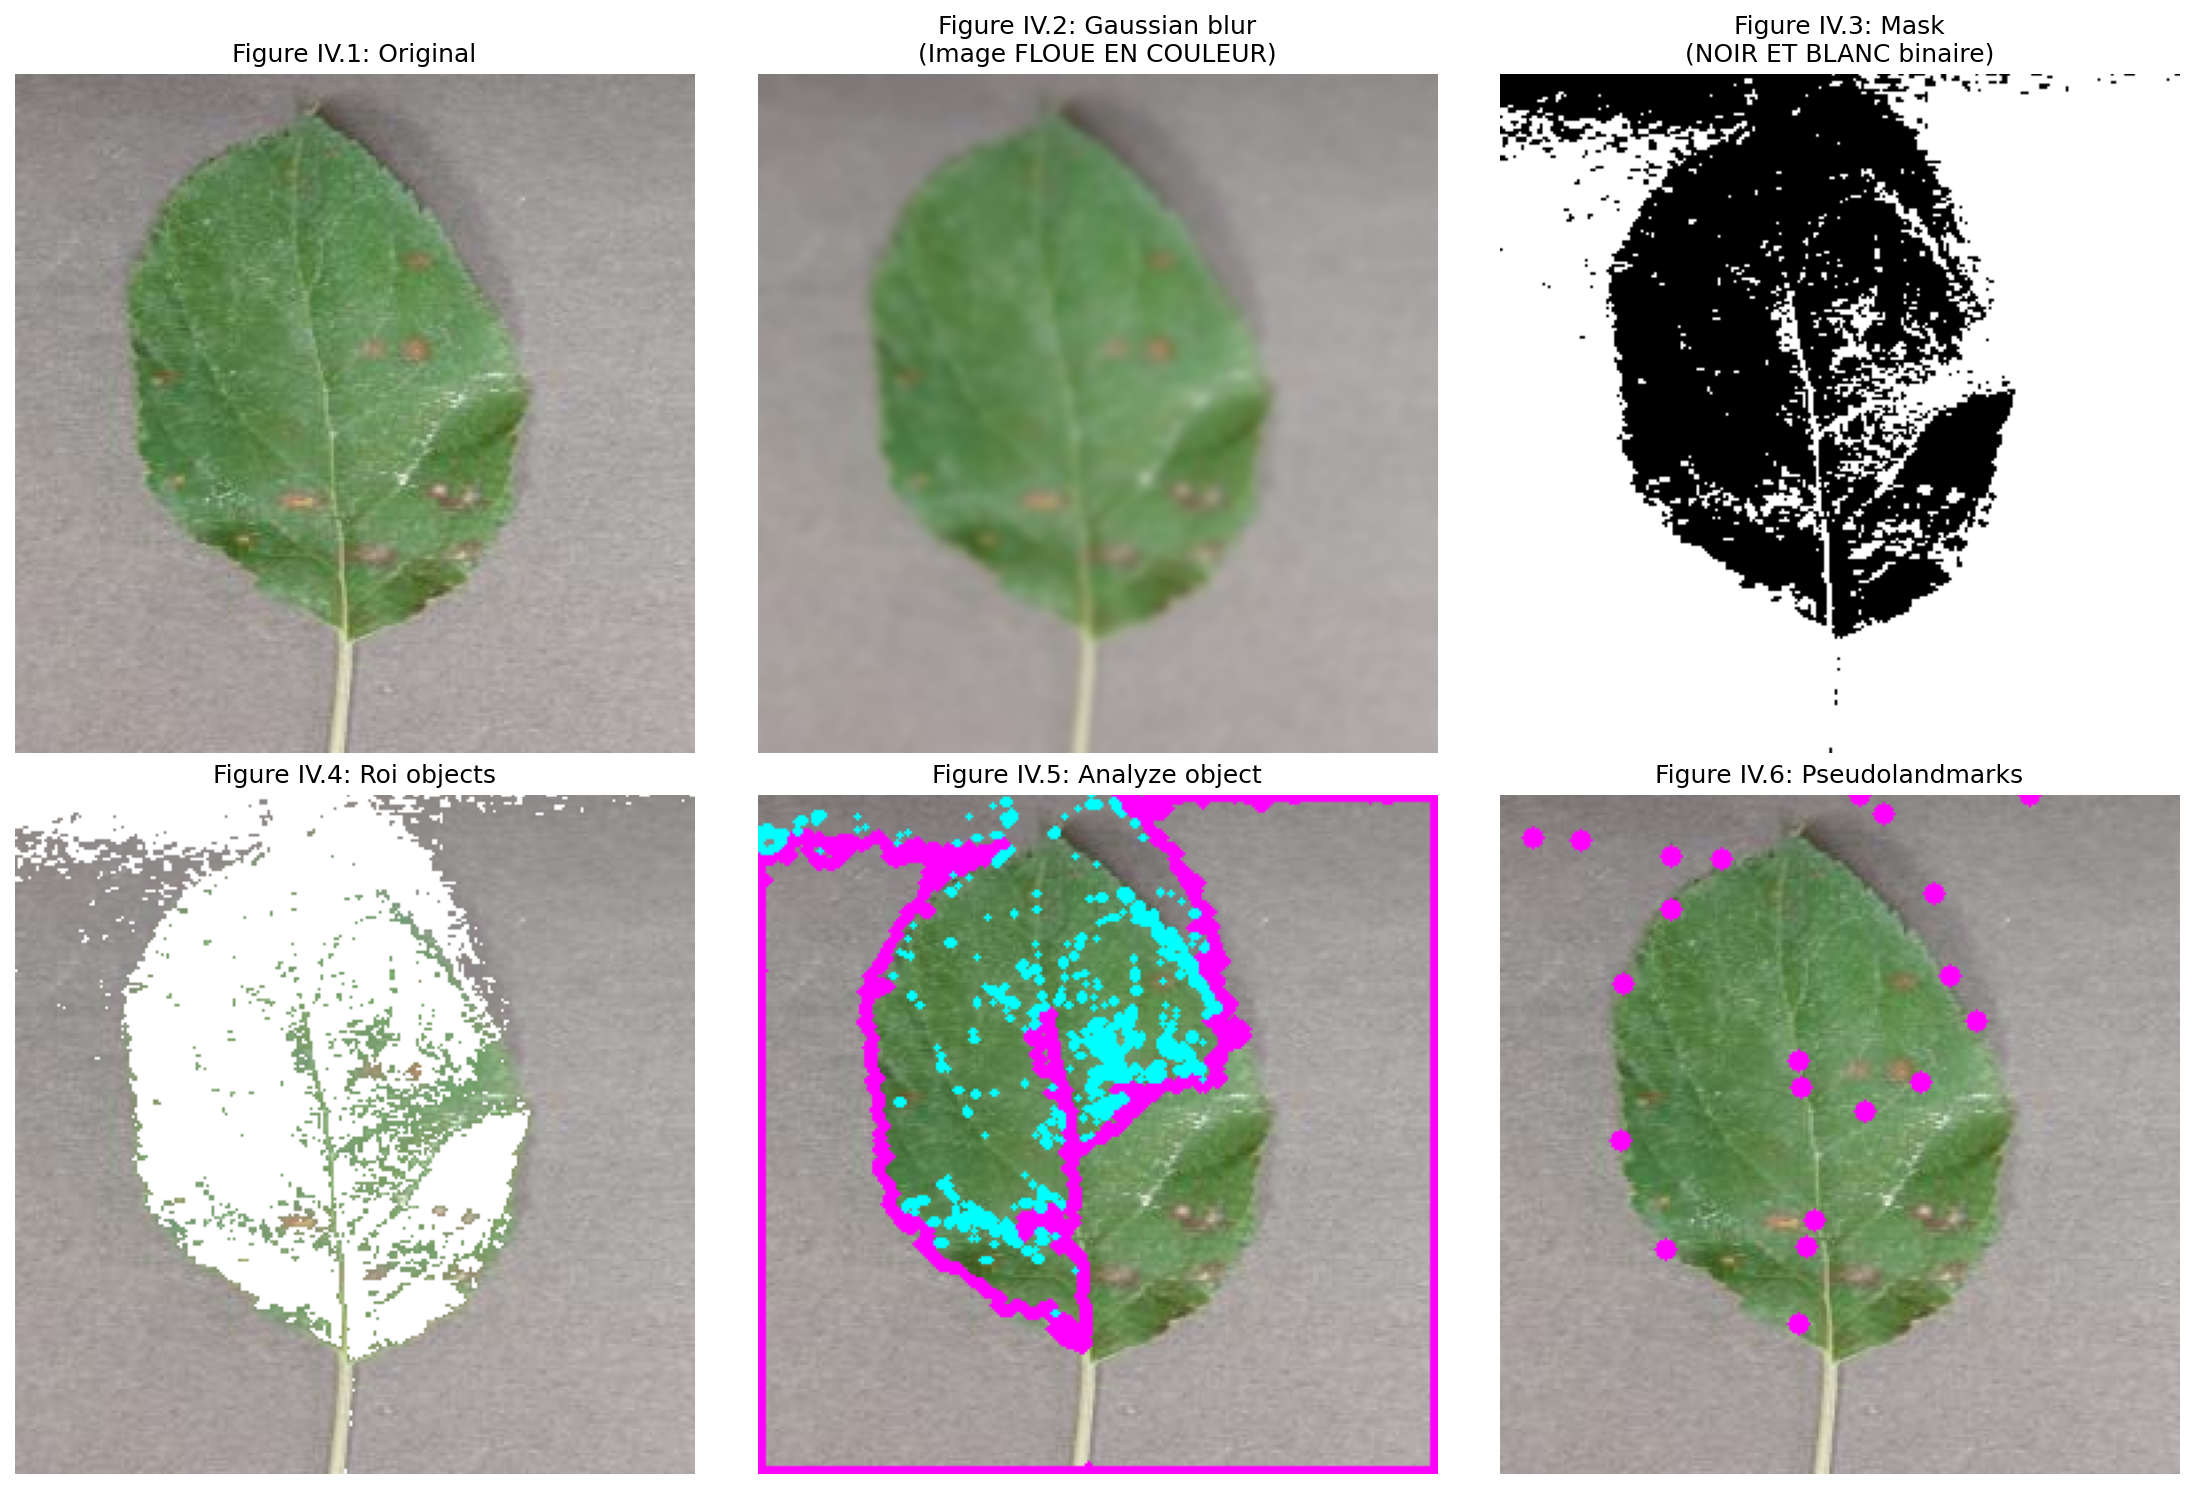 Figure IV.1: Original
Figure IV.2: Gaussian blur
(Image FLOUE EN COULEUR)
Figure IV.3: Mask
(NOIR ET BLANC binaire)
Figure IV.4: Roi objects
Figure IV.5: Analyze object
Figure IV.6: Pseudolandmarks